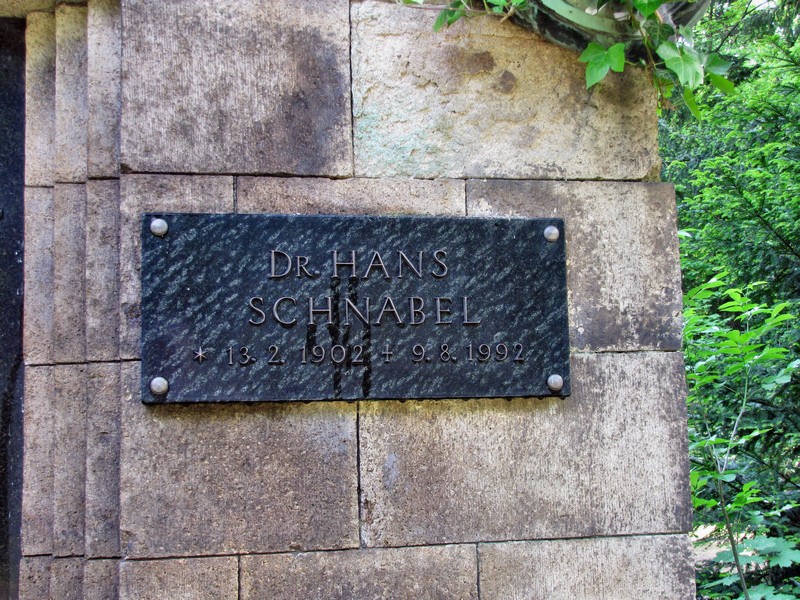 DR. HANS
SCHNABEL
* 13. 2. 1902 + 9. 8. 1992